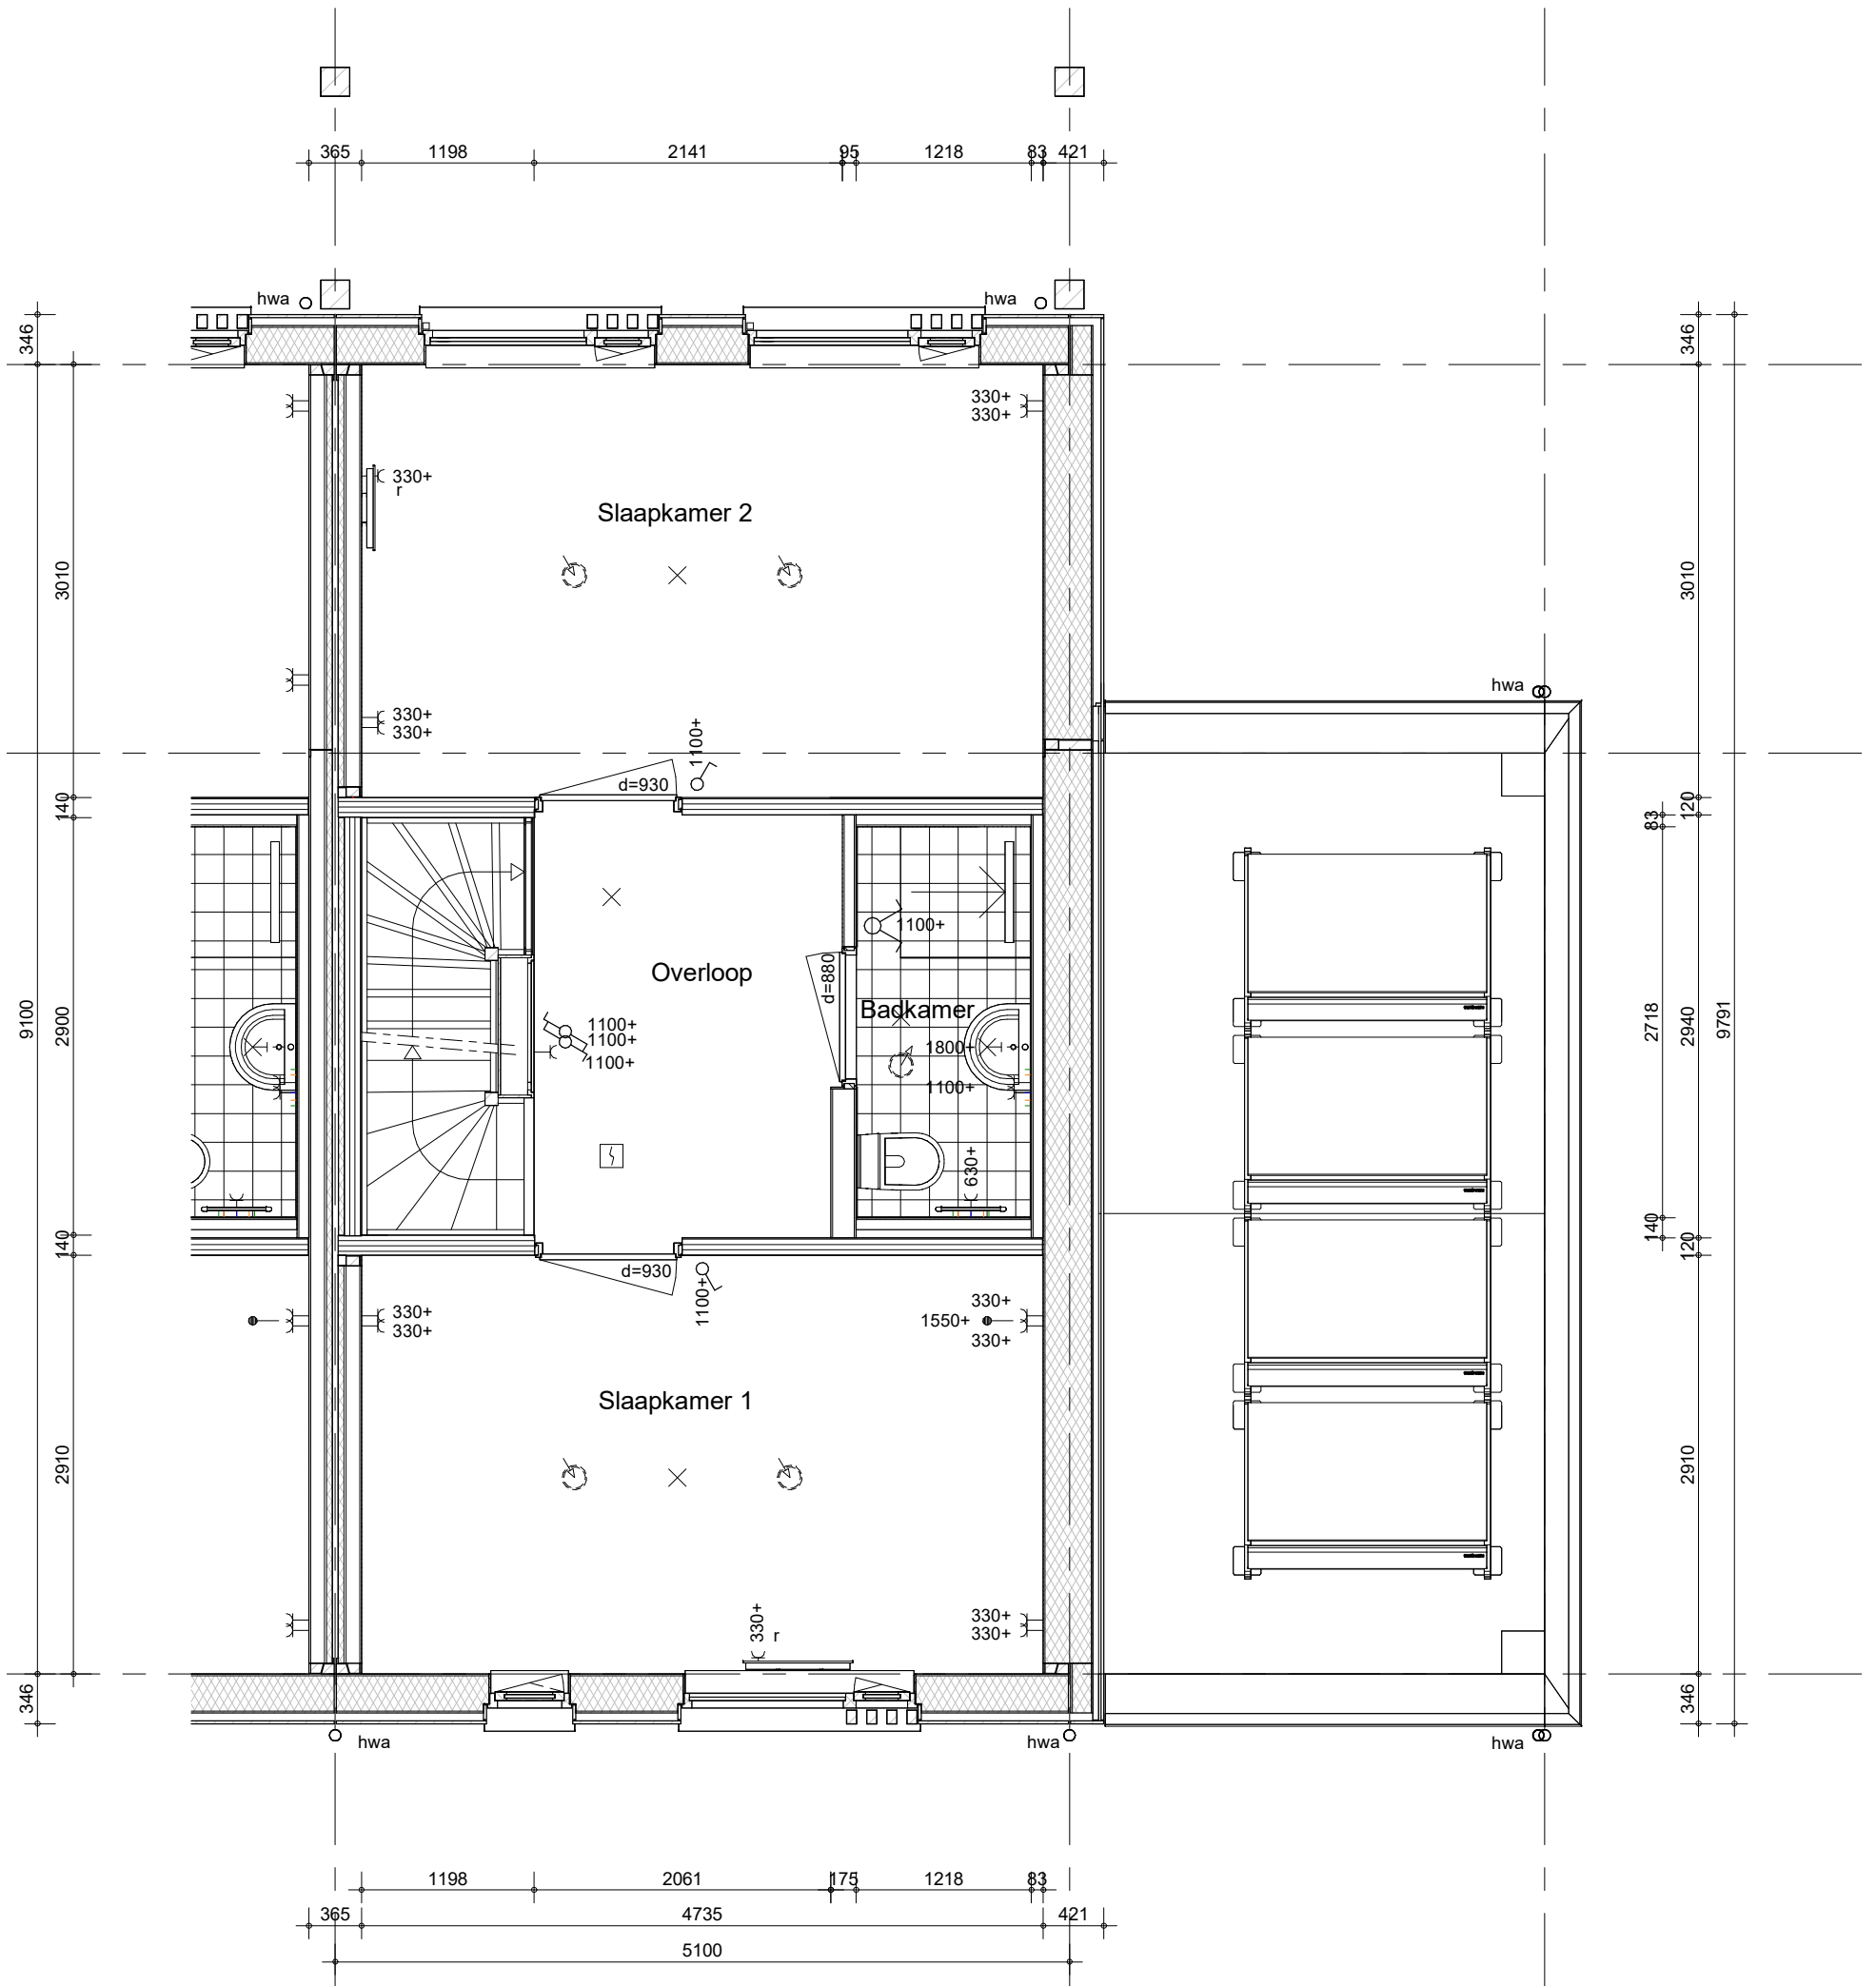 365 1198 2141 95 1218 83 421
hwa hwa
346 346
330+
330+
330+
r
Slaapkamer 2
3010 3010
hwa
330+
330+
1100+
d=930
140 120
83
1100+
Overloop
d=880
Badkamer
9100 2900 2718 2940 9791
1100+
1100+
1100+
1800+
1100+
630+
140 140 120
d=930
1100+
330+
330+
330+
1550+
330+
Slaapkamer 1
2910 2910
330+
r
330+
330+
346 346
hwa hwa hwa
1198 2061 175 1218 83
365 4735 421
5100